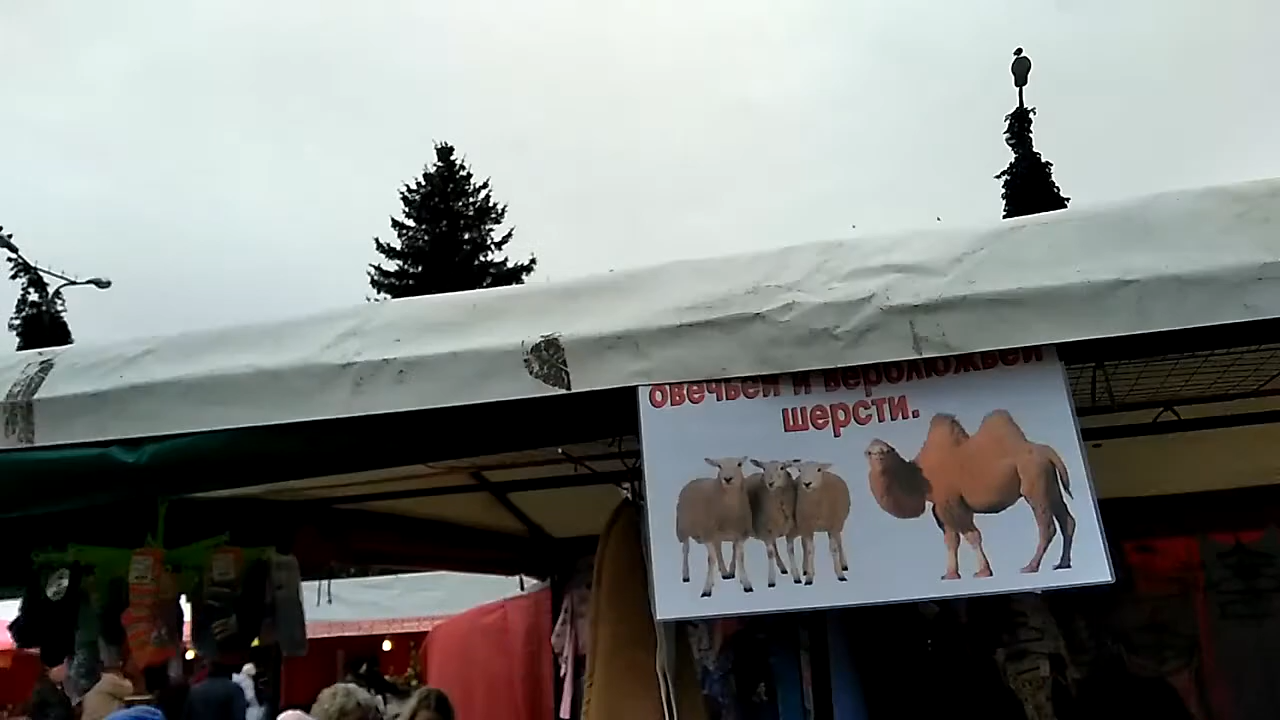 овечьей и верблюжьей
шерсти.